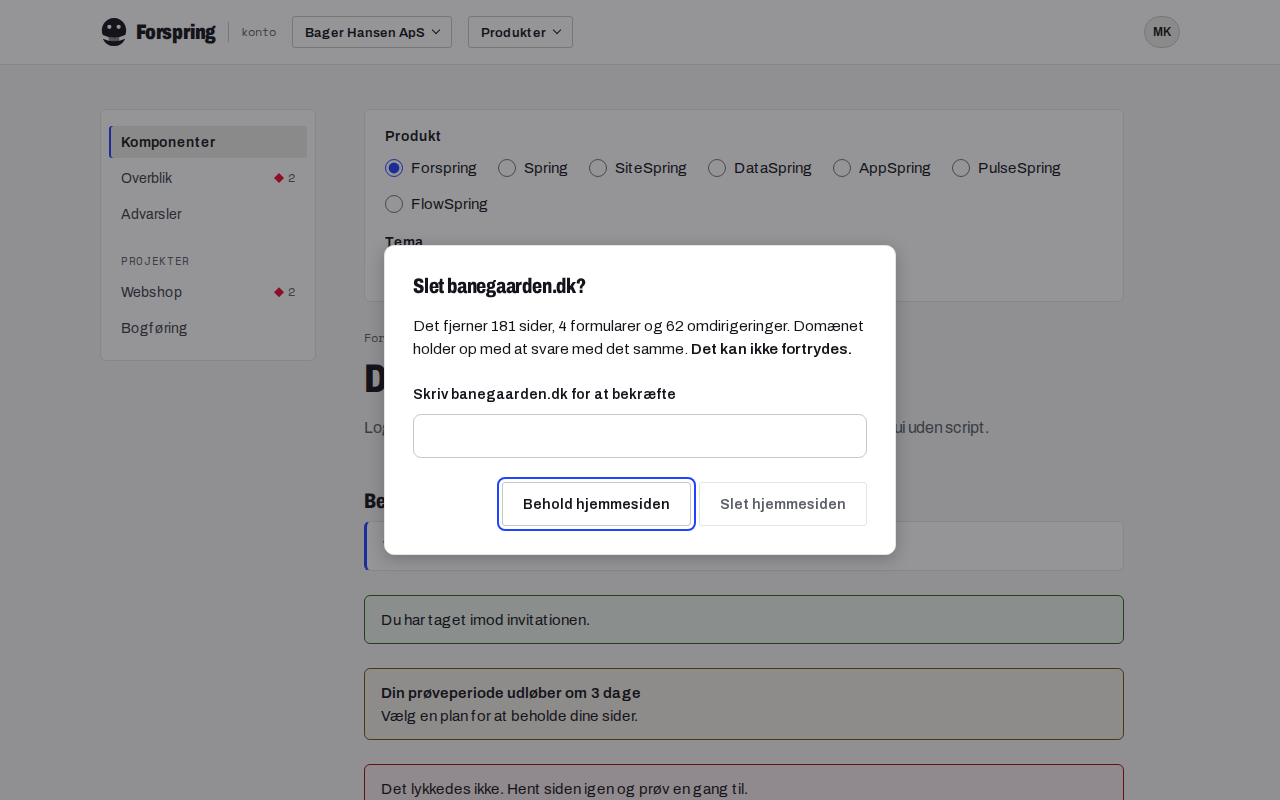 Forspring
konto
Bager Hansen ApS
Produkter
MK
Komponenter
Overblik
2
Advarsler
PROJEKTER
Webshop
2
Bogføring
Produkt
Forspring
Spring
SiteSpring
DataSpring
AppSpring
PulseSpring
FlowSpring
Tema
Slet banegaarden.dk?
Det fjerner 181 sider, 4 formularer og 62 omdirigeringer. Domænet
holder op med at svare med det samme. Det kan ikke fortrydes.
Skriv banegaarden.dk for at bekræfte
Behold hjemmesiden
Slet hjemmesiden
uden script.
Du har taget imod invitationen.
Din prøveperiode udløber om 3 dage
Vælg en plan for at beholde dine sider.
Det lykkedes ikke. Hent siden igen og prøv en gang til.